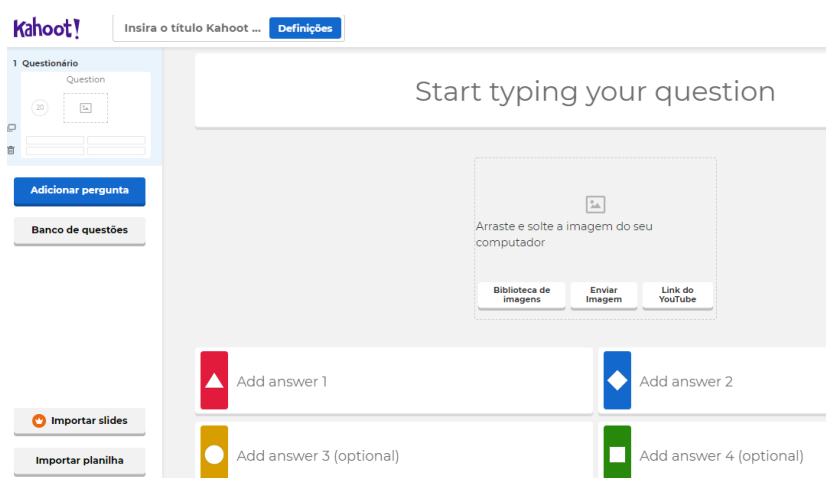 Kahoot!
Insira o título Kahoot ...
Definições
1 Questionário
Question
20
Adicionar pergunta
Banco de questões
Importar slides
Importar planilha
Start typing your question
Arraste e solte a imagem do seu
computador
Biblioteca de
imagens
Enviar
Imagem
Link do
YouTube
Add answer 1
Add answer 2
Add answer 3 (optional)
Add answer 4 (optional)